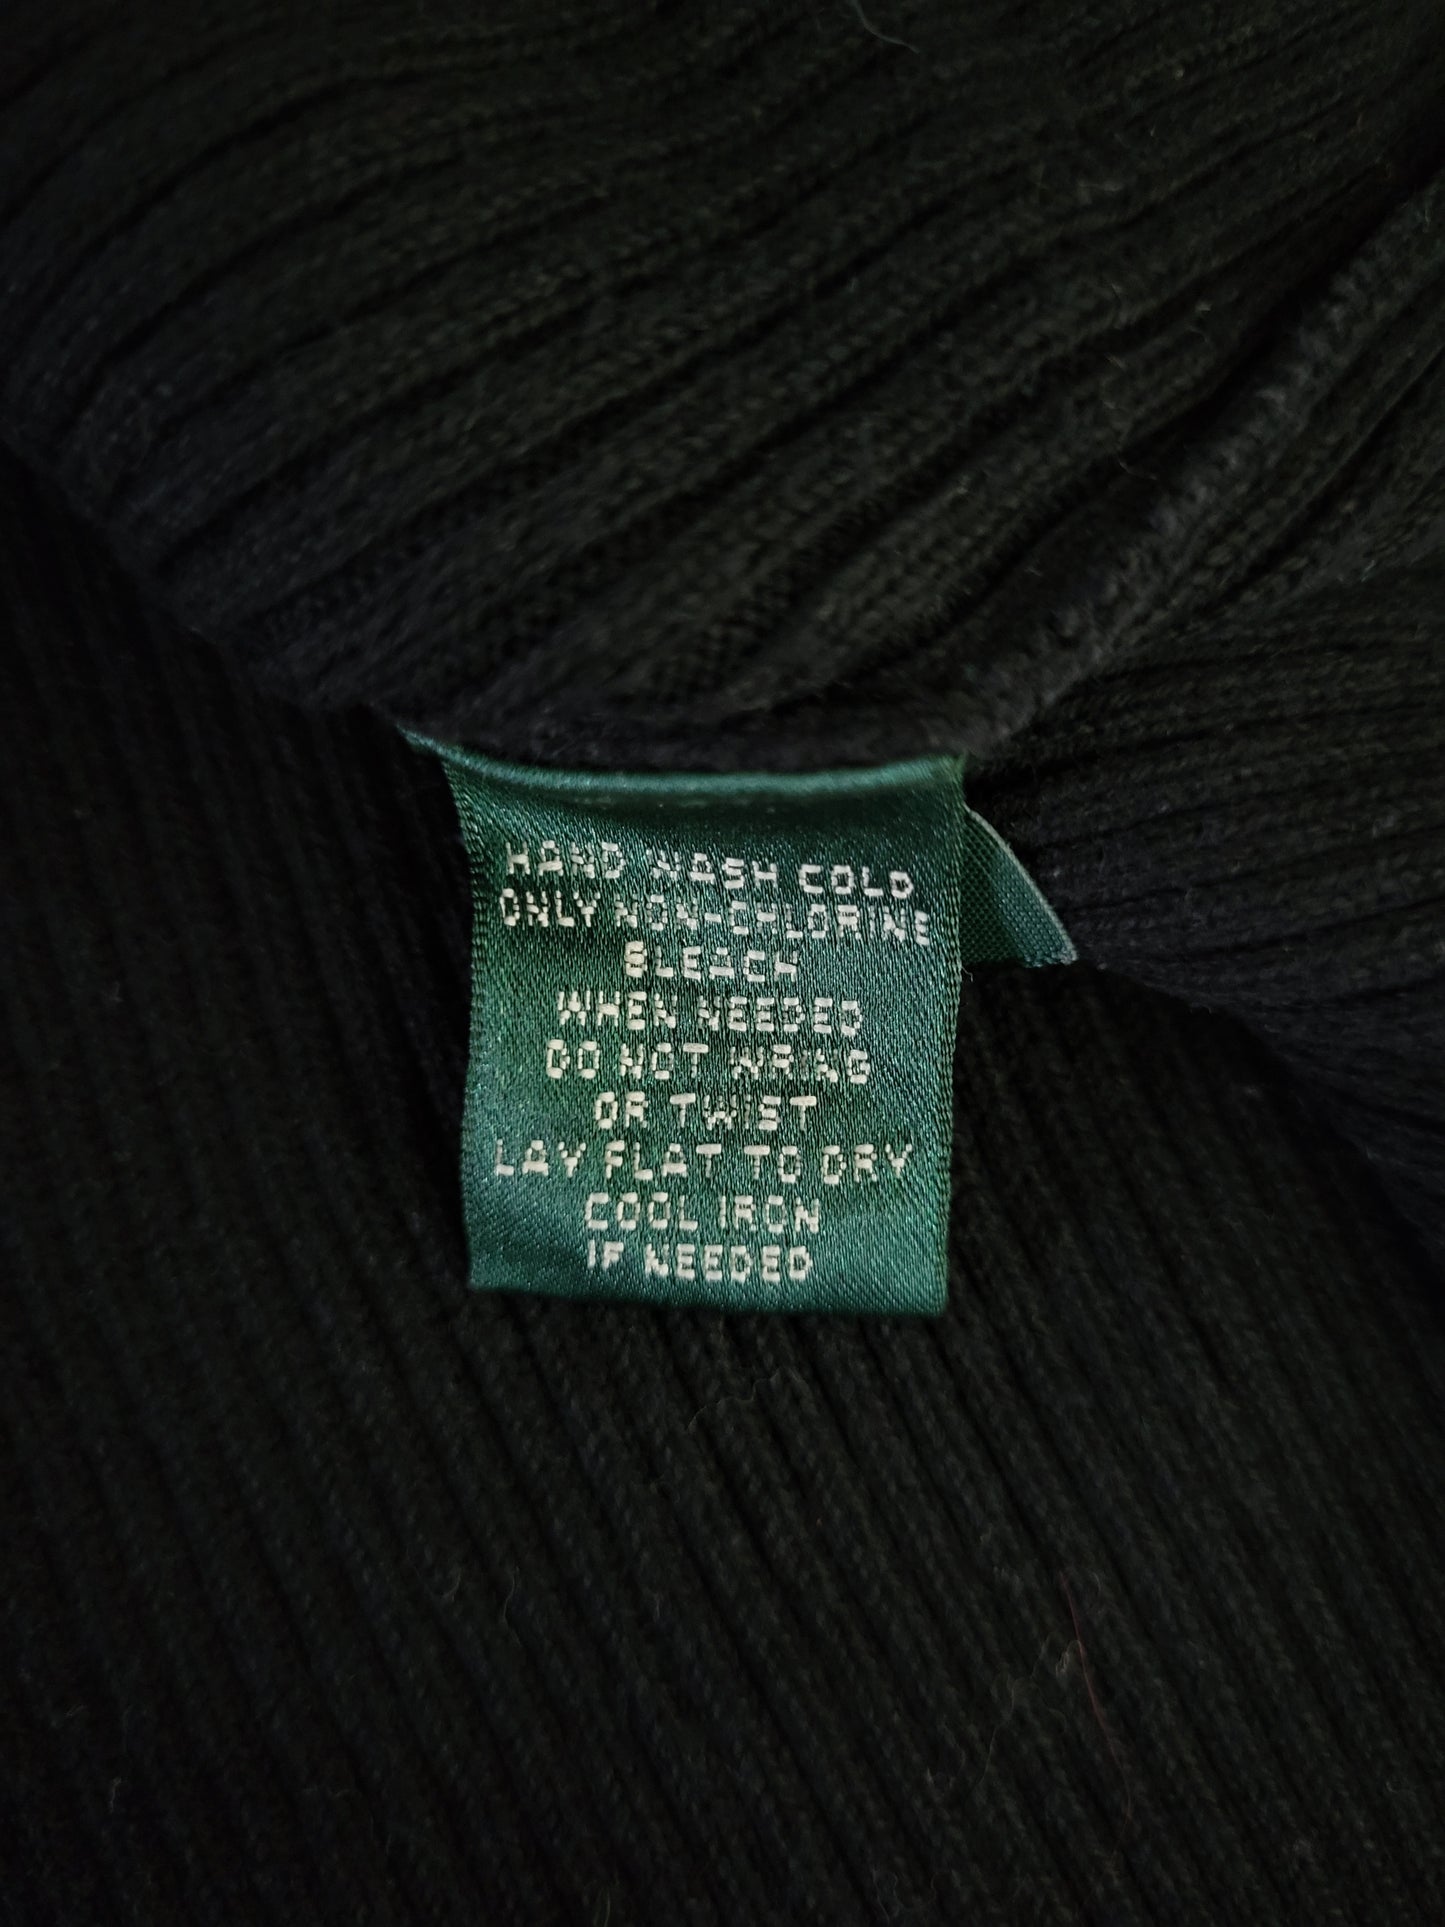 HAND WASH COLD
ONLY NON-CHLORINE
BLEACH
WHEN NEEDED
DO NOT WRING
OR TWIST
LAY FLAT TO DRY
COOL IRON
IF NEEDED